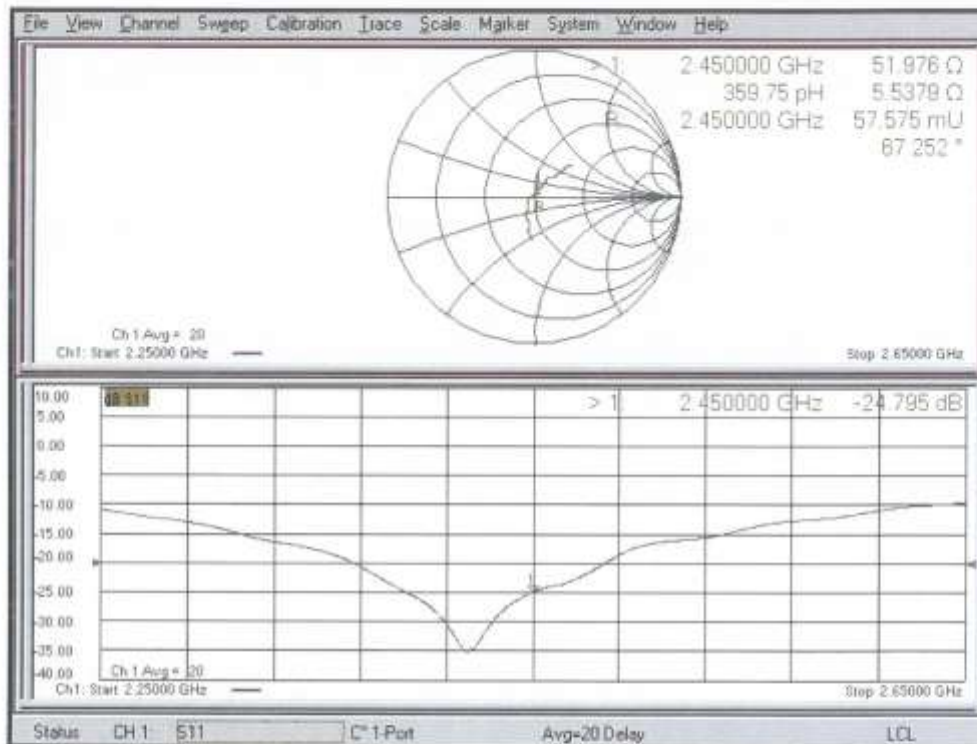 File View Channel Sweep Calibration Trace Scale Marker System Window Help
> 1 2.450000 GHz 51.976 Ω
359.75 pH 5.5379 Ω
R 2.450000 GHz 57.575 mU
67.252 °
Ch 1 Avg = 20
Ch1: Start 2.25000 GHz Stop 2.65000 GHz
10.00 dB S11 > 1 2.450000 GHz -24.795 dB
5.00
0.00
-5.00
-10.00
-15.00
-20.00
-25.00
-30.00
-35.00
-40.00 Ch 1 Avg = 20
Ch1: Start 2.25000 GHz Stop 2.65000 GHz
Status CH 1: S11 C* 1-Port Avg=20 Delay LCL